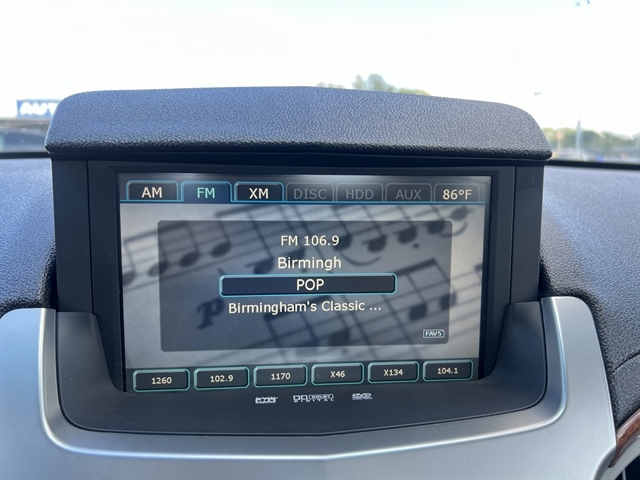 AUT
AM FM XM DISC HDD AUX 86°F
FM 106.9
Birmingh
POP
Birmingham's Classic ...
FAV5
1260 102.9 1170 X46 X134 104.1